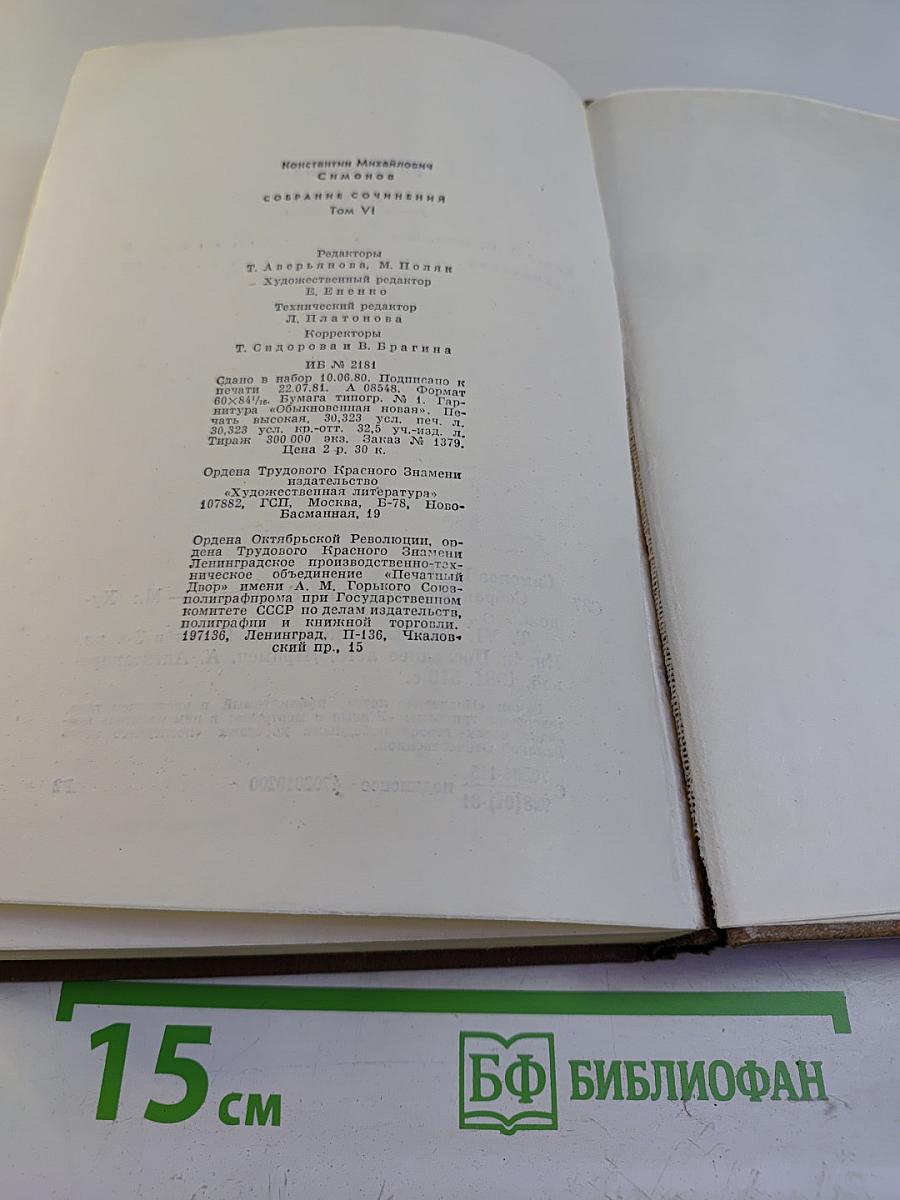 Константин Михайлович
Симонов
СОБРАНИЕ СОЧИНЕНИЙ
Том VI
Редакторы
Т. Аверьянова, М. Поляк
Художественный редактор
Е. Ененко
Технический редактор
Л. Платонова
Корректоры
Т. Сидорова и В. Брагина
ИБ № 2181
Сдано в набор 10.06.80. Подписано к
печати 22.07.81. А 08548. Формат
60×84¹/₁₆. Бумага типогр. № 1. Гар-
нитура «Обыкновенная новая». Пе-
чать высокая. 30,323 усл. печ. л.
30,323 усл. кр.-отт. 32,5 уч.-изд. л.
Тираж 300 000 экз. Заказ № 1379.
Цена 2 р. 30 к.
Ордена Трудового Красного Знамени
издательство
«Художественная литература»
107882, ГСП, Москва, Б-78, Ново-
Басманная, 19
Ордена Октябрьской Революции, ор-
дена Трудового Красного Знамени
Ленинградское производственно-тех-
ническое объединение «Печатный
Двор» имени А. М. Горького Союз-
полиграфпрома при Государственном
комитете СССР по делам издательств,
полиграфии и книжной торговли.
197136, Ленинград, П-136, Чкалов-
ский пр., 15
15 см
БФ БИБЛИОФАН